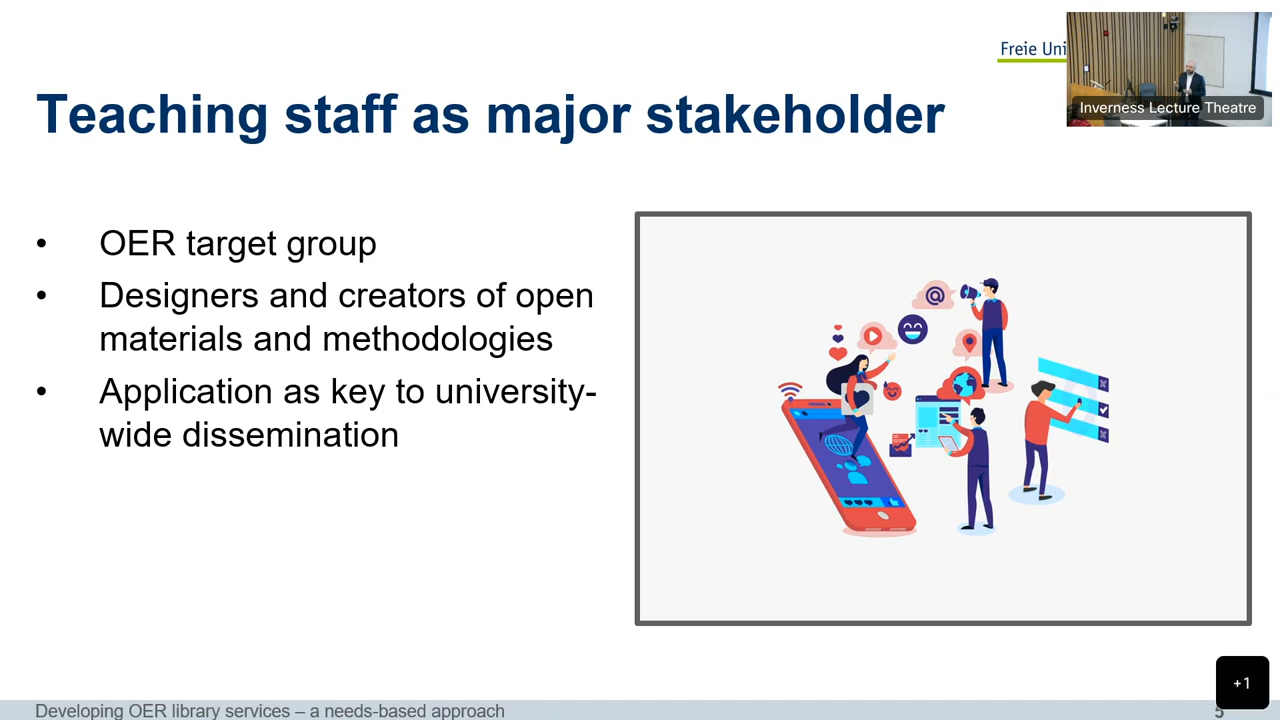 Freie Uni
Inverness Lecture Theatre
Teaching staff as major stakeholder
• OER target group
• Designers and creators of open
materials and methodologies
• Application as key to university-
wide dissemination
@
+1
Developing OER library services – a needs-based approach
5